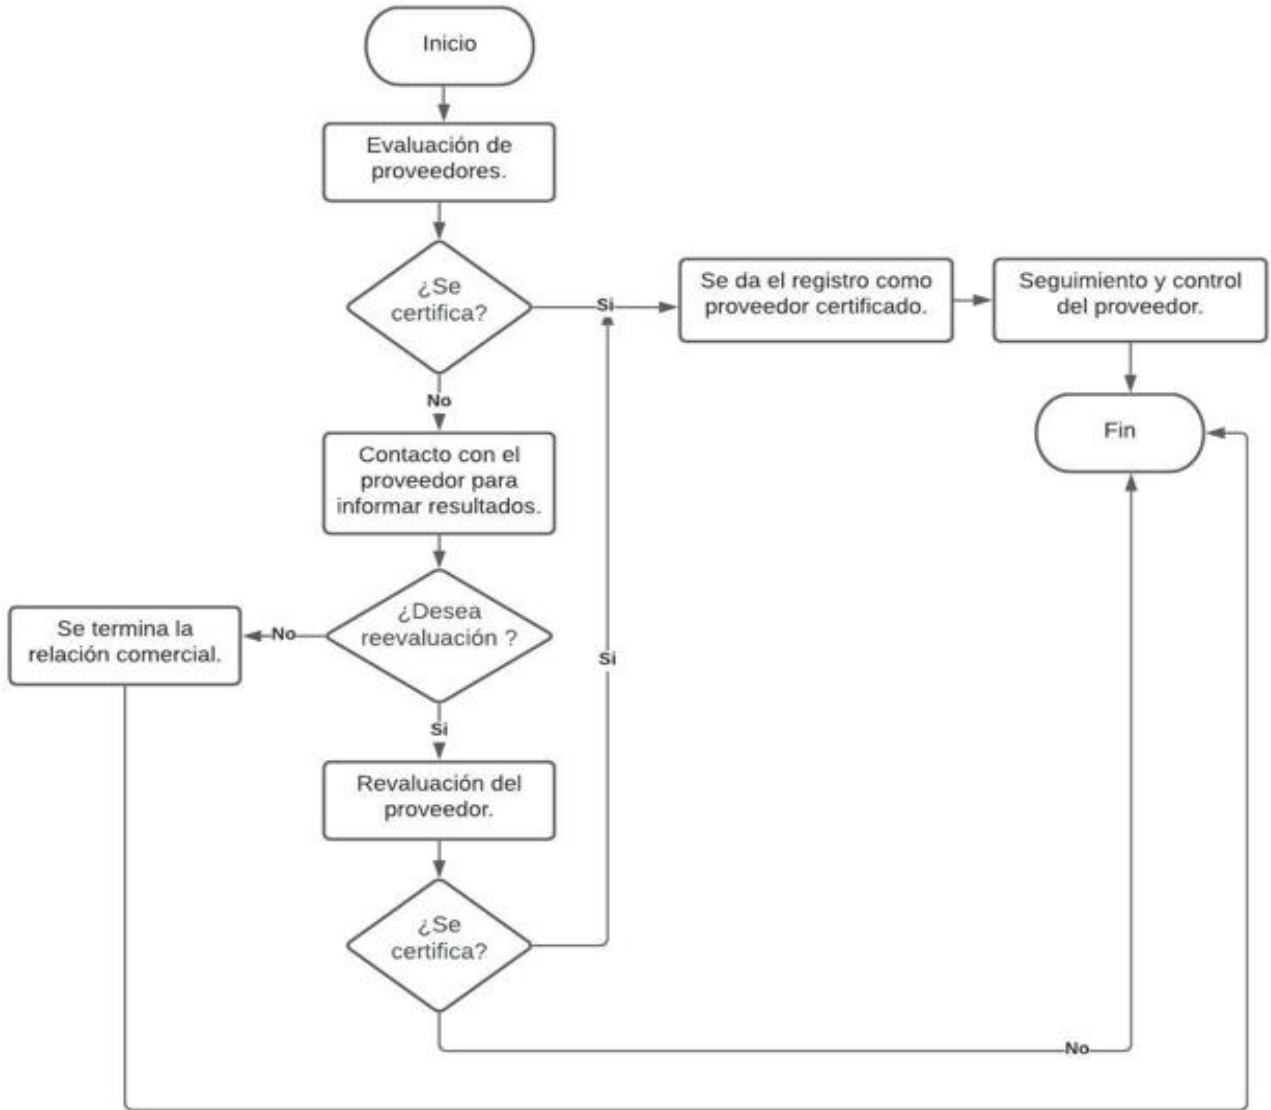 Inicio
Evaluación de
proveedores.
¿Se
certifica?
Si
Se da el registro como
proveedor certificado.
Seguimiento y control
del proveedor.
No
Fin
Contacto con el
proveedor para
informar resultados.
¿Desea
reevaluación ?
No
Se termina la
relación comercial.
Si
Si
Revaluación del
proveedor.
¿Se
certifica?
No